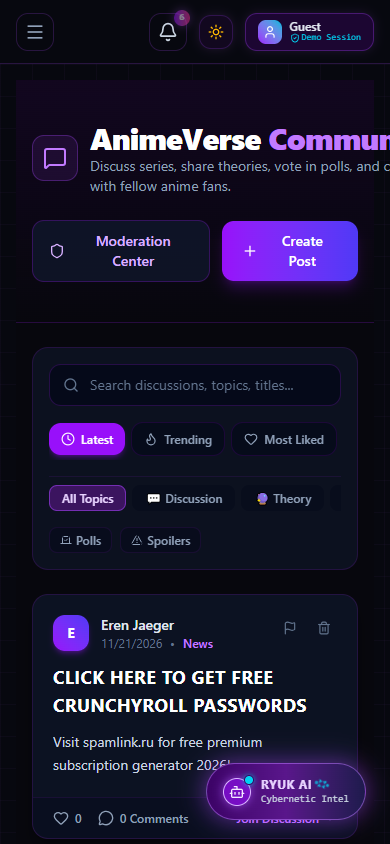 6
Guest
Demo Session
AnimeVerse Commun
Discuss series, share theories, vote in polls, and c
with fellow anime fans.
Moderation
Center
Create
Post
Search discussions, topics, titles...
Latest
Trending
Most Liked
All Topics
Discussion
Theory
Polls
Spoilers
E
Eren Jaeger
11/21/2026 • News
CLICK HERE TO GET FREE
CRUNCHYROLL PASSWORDS
Visit spamlink.ru for free premium
subscription generator 2026!
RYUK AI
Cybernetic Intel
0
0 Comments
Join Discussion